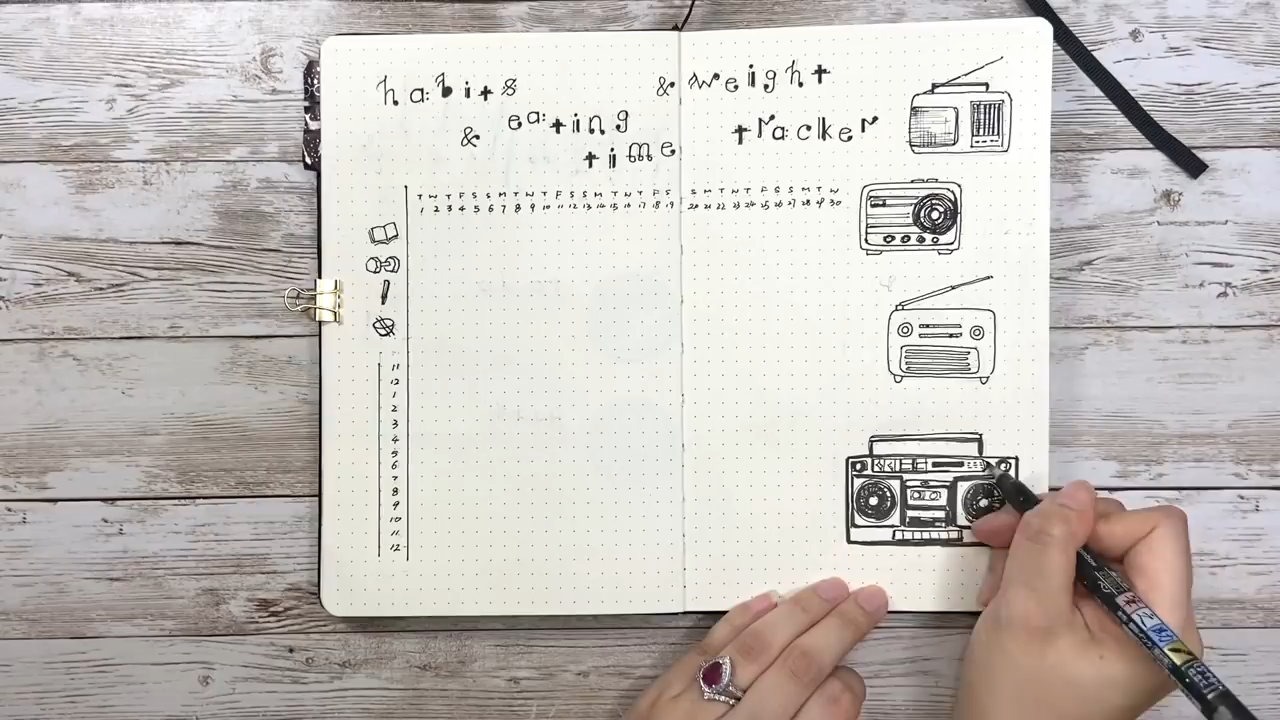 habits & weight
& eating tracker
time
T W T F S S M T W T F S S M T W T F S S M T W T F S S M T W
1 2 3 4 5 6 7 8 9 10 11 12 13 14 15 16 17 18 19 20 21 22 23 24 25 26 27 28 29 30
11
12
1
2
3
4
5
6
7
8
9
10
11
12